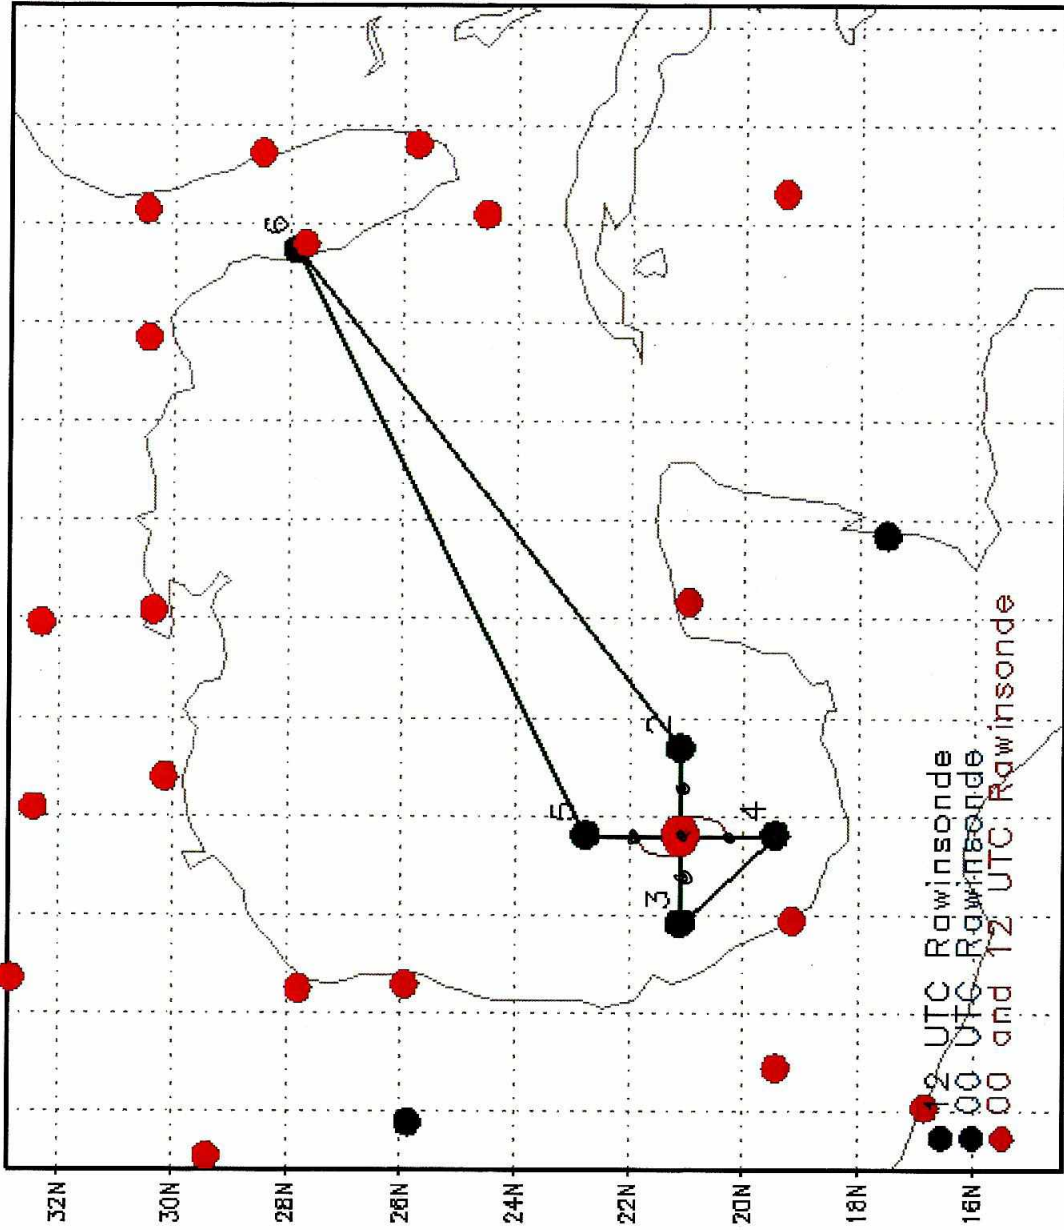 6
5
2
3
4
12 UTC Rawinsonde
00 UTC Rawinsonde
00 and 12 UTC Rawinsonde
32N
30N
28N
26N
24N
22N
20N
18N
16N